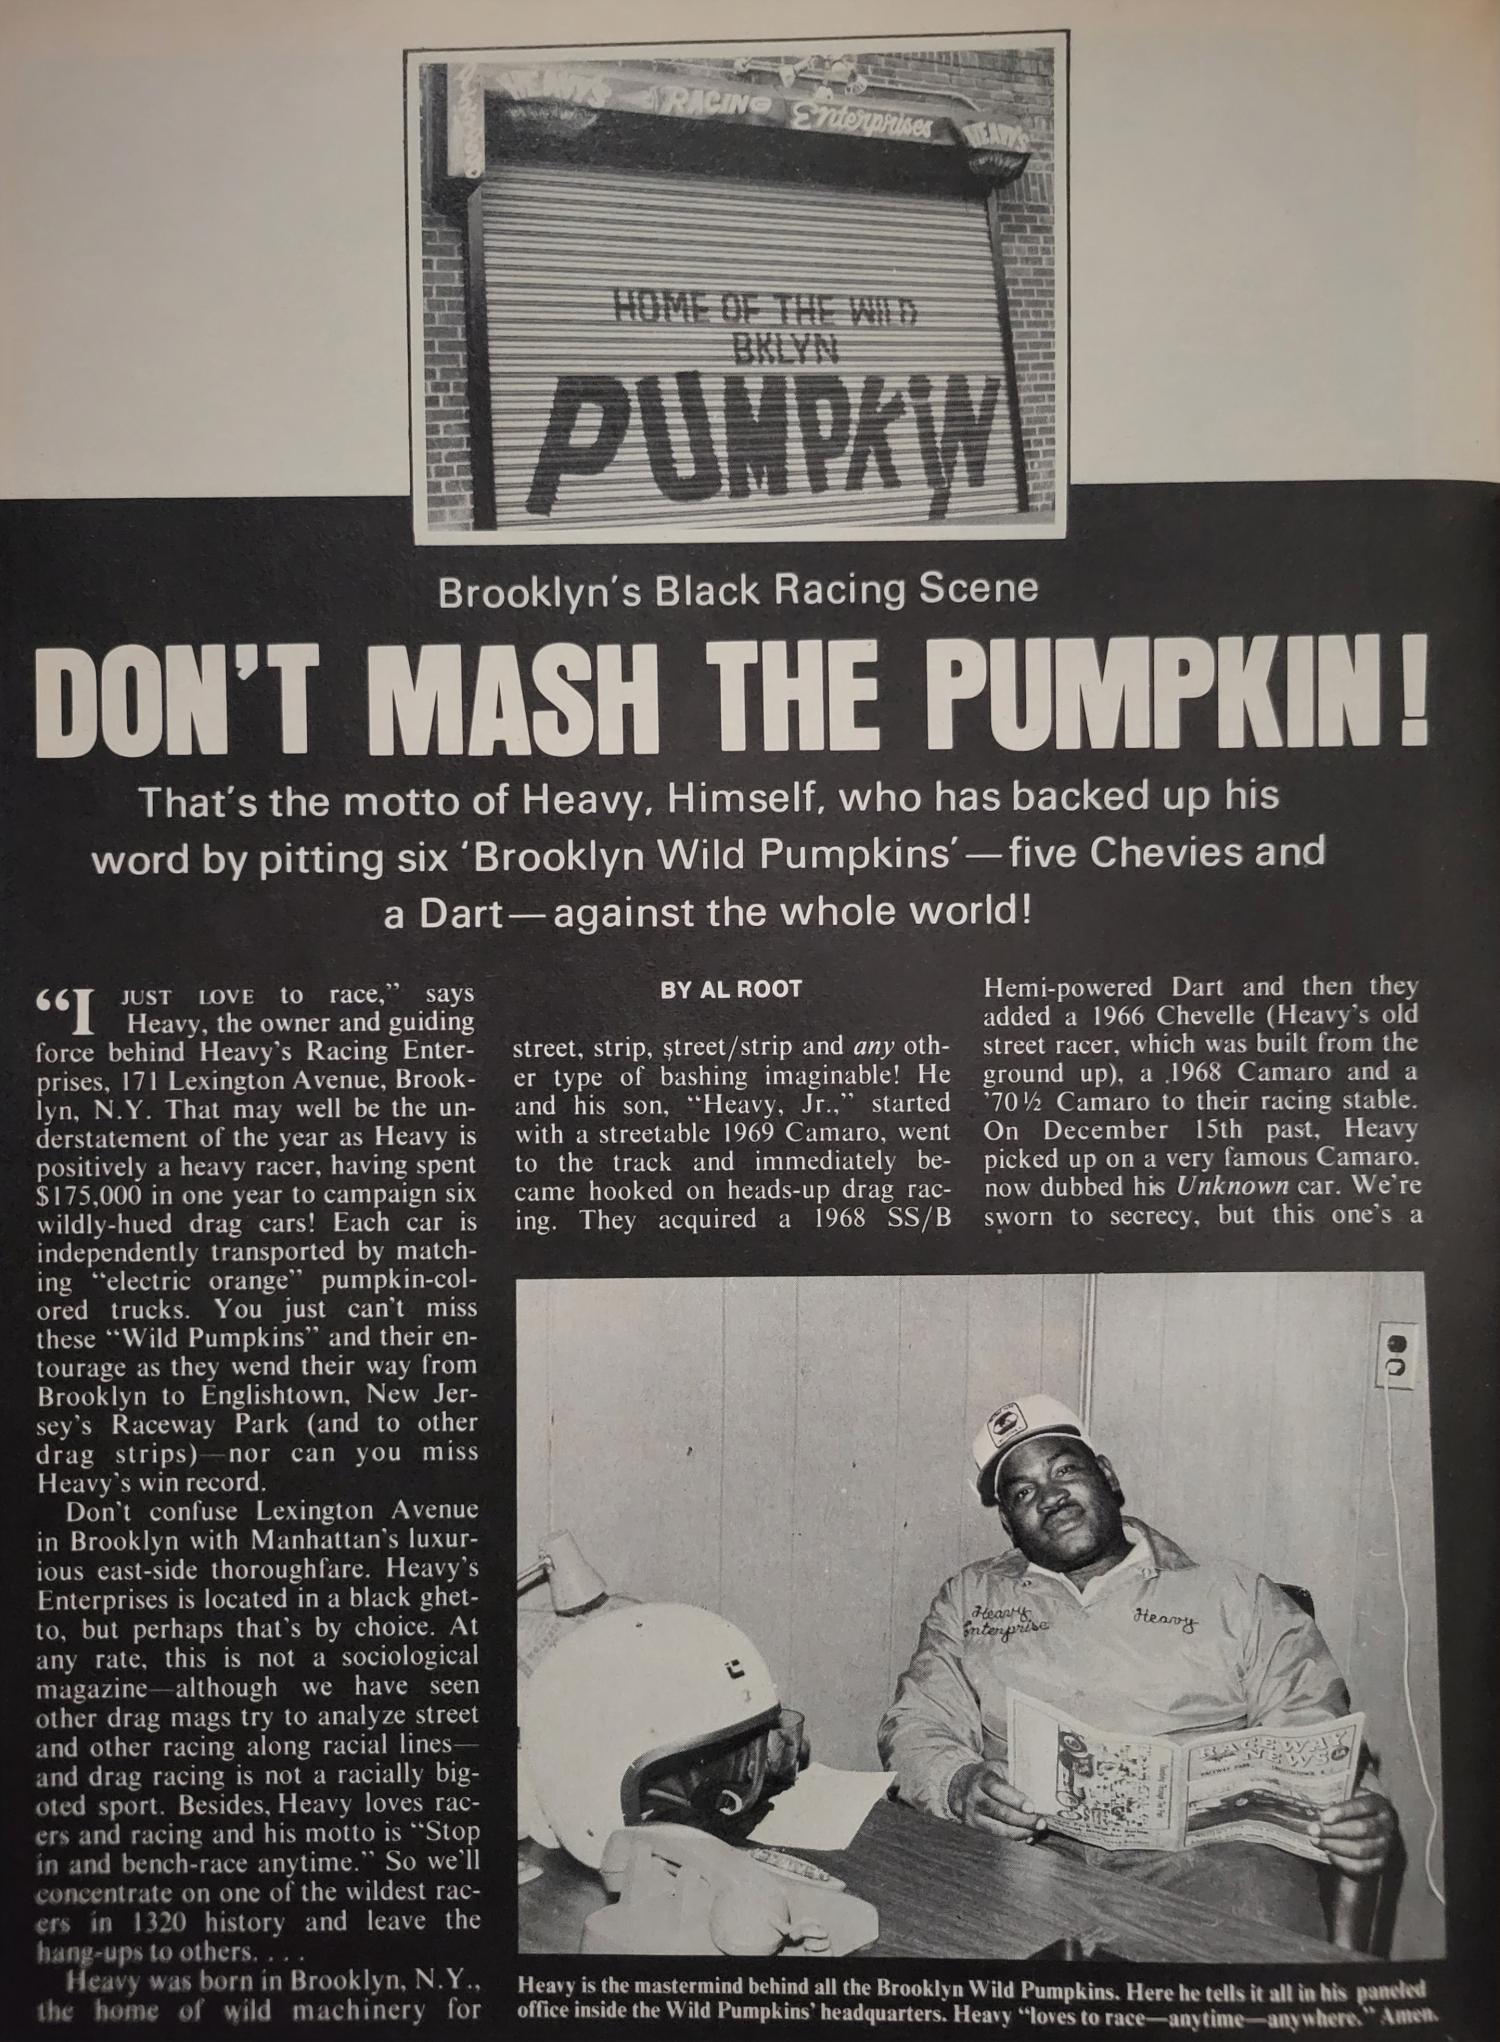 HEAVY'S RACING Enterprises HEAVY'S
HOME OF THE WILD
BKLYN
PUMPKIN
Brooklyn's Black Racing Scene
DON'T MASH THE PUMPKIN!
That's the motto of Heavy, Himself, who has backed up his
word by pitting six 'Brooklyn Wild Pumpkins'—five Chevies and
a Dart—against the whole world!
BY AL ROOT
“I JUST LOVE to race,” says
Heavy, the owner and guiding
force behind Heavy's Racing Enter-
prises, 171 Lexington Avenue, Brook-
lyn, N.Y. That may well be the un-
derstatement of the year as Heavy is
positively a heavy racer, having spent
$175,000 in one year to campaign six
wildly-hued drag cars! Each car is
independently transported by match-
ing “electric orange” pumpkin-col-
ored trucks. You just can't miss
these “Wild Pumpkins” and their en-
tourage as they wend their way from
Brooklyn to Englishtown, New Jer-
sey's Raceway Park (and to other
drag strips)—nor can you miss
Heavy's win record.
Don't confuse Lexington Avenue
in Brooklyn with Manhattan's luxur-
ious east-side thoroughfare. Heavy's
Enterprises is located in a black ghet-
to, but perhaps that's by choice. At
any rate, this is not a sociological
magazine—although we have seen
other drag mags try to analyze street
and other racing along racial lines—
and drag racing is not a racially big-
oted sport. Besides, Heavy loves rac-
ers and racing and his motto is “Stop
in and bench-race anytime.” So we'll
concentrate on one of the wildest rac-
ers in 1320 history and leave the
hang-ups to others. . . .
Heavy was born in Brooklyn, N.Y.,
the home of wild machinery for
street, strip, street/strip and any oth-
er type of bashing imaginable! He
and his son, “Heavy, Jr.,” started
with a streetable 1969 Camaro, went
to the track and immediately be-
came hooked on heads-up drag rac-
ing. They acquired a 1968 SS/B
Hemi-powered Dart and then they
added a 1966 Chevelle (Heavy's old
street racer, which was built from the
ground up), a 1968 Camaro and a
'70½ Camaro to their racing stable.
On December 15th past, Heavy
picked up on a very famous Camaro,
now dubbed his Unknown car. We're
sworn to secrecy, but this one's a
Heavy
Enterprise
Heavy
RACEWAY
NEWS
Heavy is the mastermind behind all the Brooklyn Wild Pumpkins. Here he tells it all in his paneled
office inside the Wild Pumpkins' headquarters. Heavy “loves to race—anytime—anywhere.” Amen.